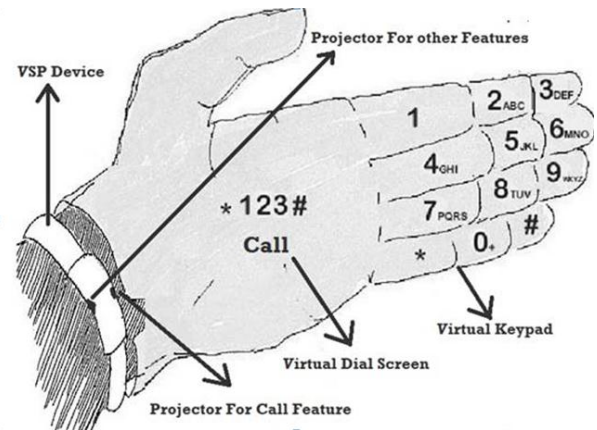 Projector For other Features
VSP Device
1
2ABC
3DEF
4GHI
5JKL
6MNO
7PQRS
8TUV
9WXYZ
*
0+
#
*123#
Call
Virtual Keypad
Virtual Dial Screen
Projector For Call Feature